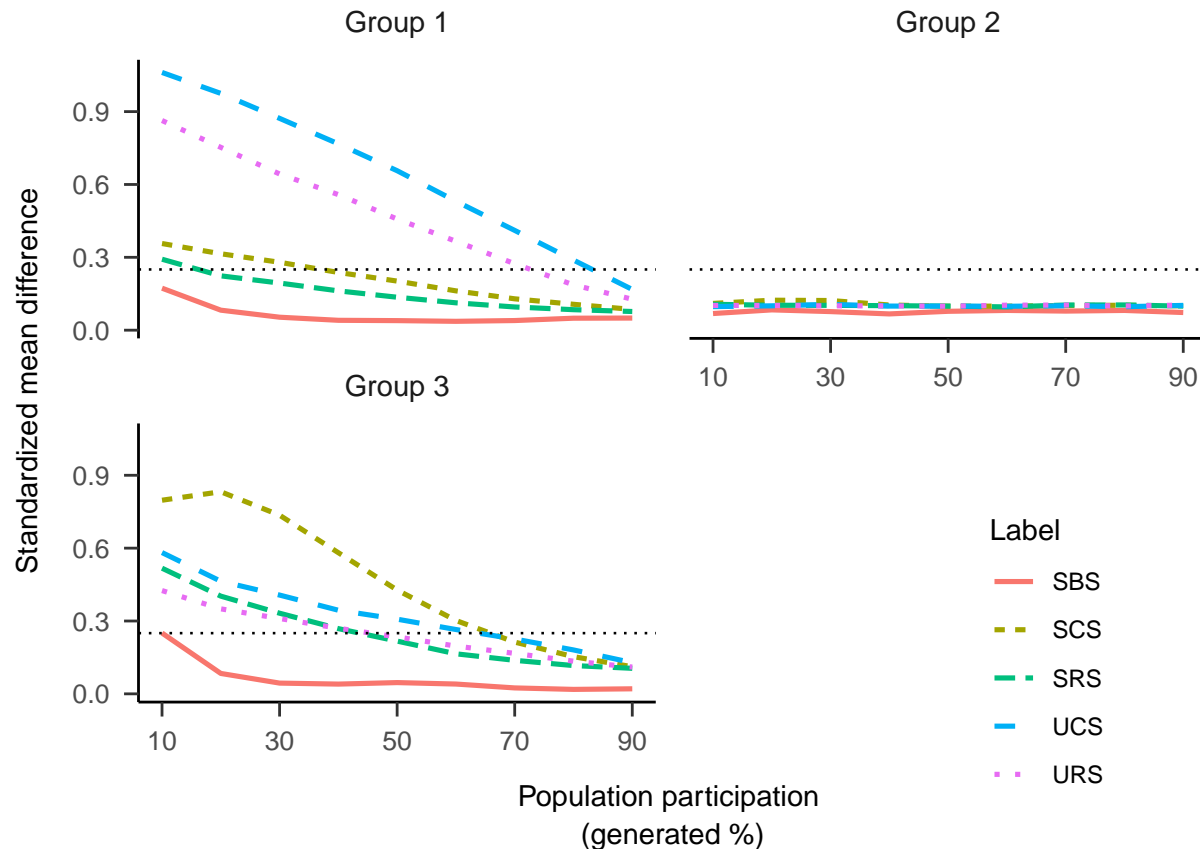 Group 1
Group 2
0.9
0.6
0.3
0.0
10
30
50
70
90
Group 3
0.9
0.6
0.3
0.0
10
30
50
70
90
Standardized mean difference
Population participation
(generated %)
Label
SBS
SCS
SRS
UCS
URS